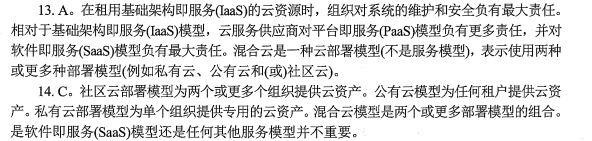 13. A。在租用基础架构即服务(IaaS)的云资源时，组织对系统的维护和安全负有最大责任。
相对于基础架构即服务(IaaS)模型，云服务供应商对平台即服务(PaaS)模型负有更多责任，并对
软件即服务(SaaS)模型负有最大责任。混合云是一种云部署模型(不是服务模型)，表示使用两种
或更多种部署模型(例如私有云、公有云和(或)社区云)。
14. C。社区云部署模型为两个或更多个组织提供云资产。公有云模型为任何租户提供云资
产。私有云部署模型为单个组织提供专用的云资产。混合云模型是两个或更多部署模型的组合。
是软件即服务(SaaS)模型还是任何其他服务模型并不重要。